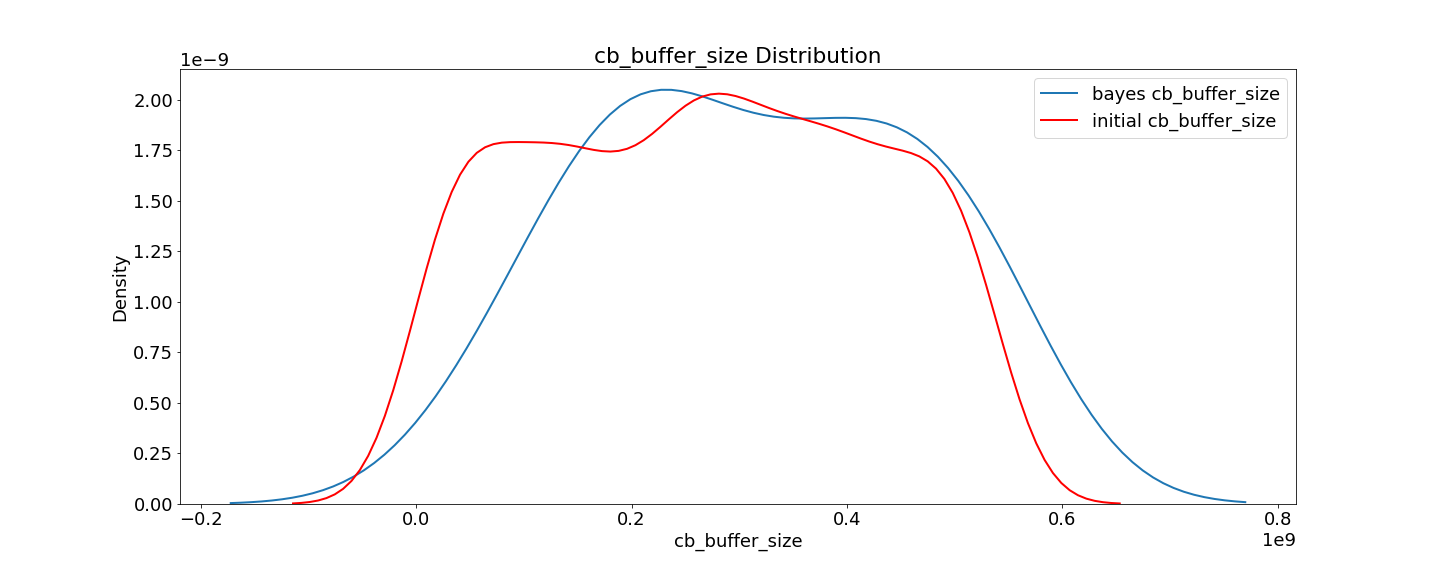 cb_buffer_size Distribution
1e−9
bayes cb_buffer_size
initial cb_buffer_size
2.00
1.75
1.50
1.25
1.00
0.75
0.50
0.25
0.00
Density
−0.2
0.0
0.2
0.4
0.6
0.8
cb_buffer_size
1e9